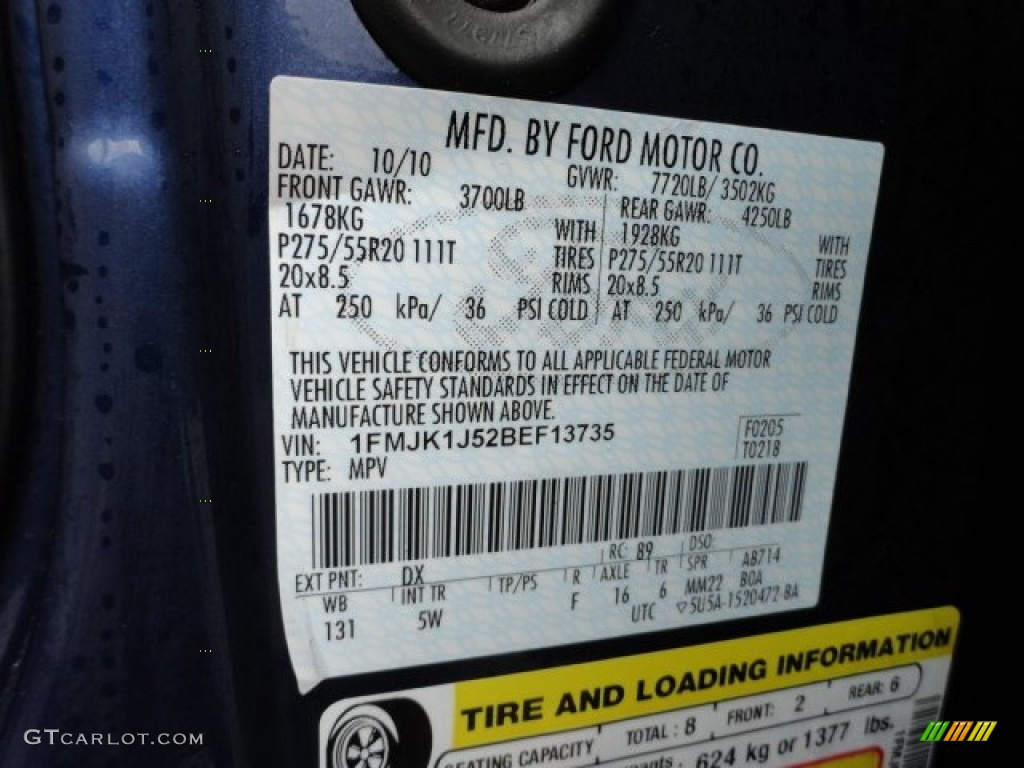 MFD. BY FORD MOTOR CO.
DATE: 10/10 GVWR: 7720LB/ 3502KG
FRONT GAWR: 3700LB REAR GAWR: 4250LB
1678KG WITH 1928KG WITH
P275/55R20 111T TIRES P275/55R20 111T TIRES
20x8.5 RIMS 20x8.5 RIMS
AT 250 kPa/ 36 PSI COLD AT 250 kPa/ 36 PSI COLD
THIS VEHICLE CONFORMS TO ALL APPLICABLE FEDERAL MOTOR
VEHICLE SAFETY STANDARDS IN EFFECT ON THE DATE OF
MANUFACTURE SHOWN ABOVE.
VIN: 1FMJK1J52BEF13735 F0205
TYPE: MPV T0218
EXT PNT: DX RC: 89 DSO:
WB INT TR TP/PS R AXLE TR SPR AB714
131 5W F 16 6 MM22 BOA
UTC ▽5U5A-1520472-BA
TIRE AND LOADING INFORMATION
SEATING CAPACITY TOTAL: 8 FRONT: 2 REAR: 6
624 kg or 1377 lbs.
GTCARLOT.COM